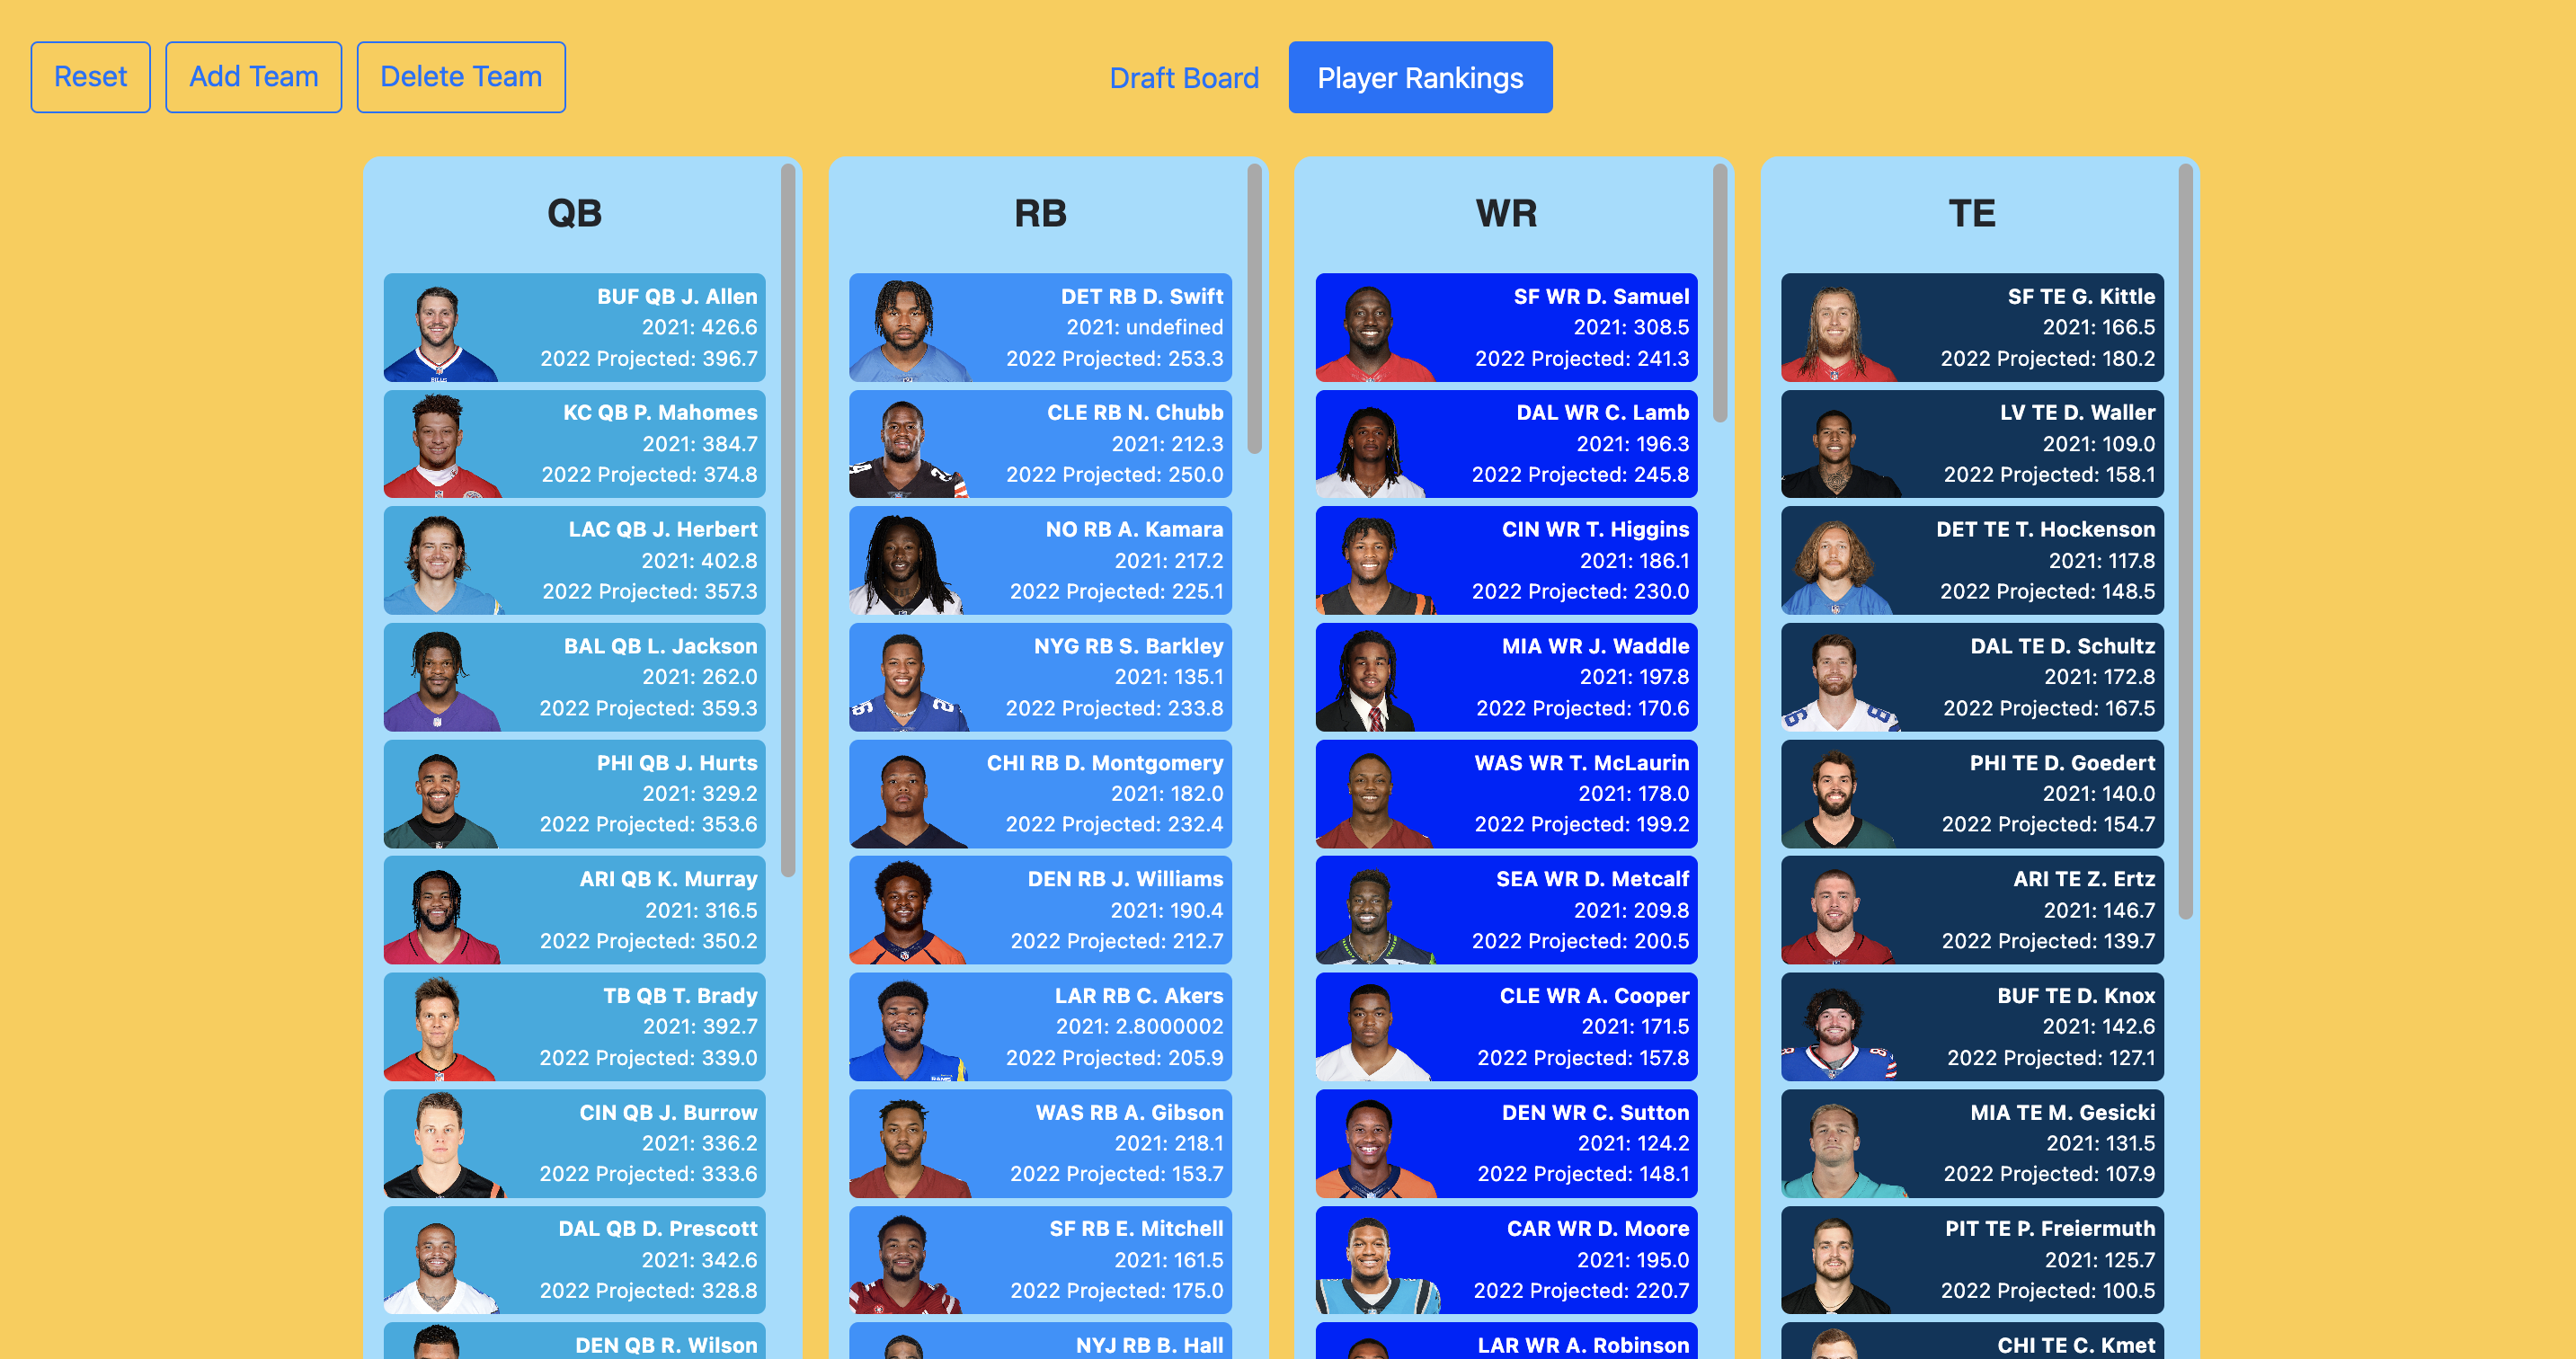 Reset
Add Team
Delete Team
Draft Board
Player Rankings
QB
BUF QB J. Allen
2021: 426.6
2022 Projected: 396.7
KC QB P. Mahomes
2021: 384.7
2022 Projected: 374.8
LAC QB J. Herbert
2021: 402.8
2022 Projected: 357.3
BAL QB L. Jackson
2021: 262.0
2022 Projected: 359.3
PHI QB J. Hurts
2021: 329.2
2022 Projected: 353.6
ARI QB K. Murray
2021: 316.5
2022 Projected: 350.2
TB QB T. Brady
2021: 392.7
2022 Projected: 339.0
CIN QB J. Burrow
2021: 336.2
2022 Projected: 333.6
DAL QB D. Prescott
2021: 342.6
2022 Projected: 328.8
DEN QB R. Wilson
RB
DET RB D. Swift
2021: undefined
2022 Projected: 253.3
CLE RB N. Chubb
2021: 212.3
2022 Projected: 250.0
NO RB A. Kamara
2021: 217.2
2022 Projected: 225.1
NYG RB S. Barkley
2021: 135.1
2022 Projected: 233.8
CHI RB D. Montgomery
2021: 182.0
2022 Projected: 232.4
DEN RB J. Williams
2021: 190.4
2022 Projected: 212.7
LAR RB C. Akers
2021: 2.8000002
2022 Projected: 205.9
WAS RB A. Gibson
2021: 218.1
2022 Projected: 153.7
SF RB E. Mitchell
2021: 161.5
2022 Projected: 175.0
NYJ RB B. Hall
WR
SF WR D. Samuel
2021: 308.5
2022 Projected: 241.3
DAL WR C. Lamb
2021: 196.3
2022 Projected: 245.8
CIN WR T. Higgins
2021: 186.1
2022 Projected: 230.0
MIA WR J. Waddle
2021: 197.8
2022 Projected: 170.6
WAS WR T. McLaurin
2021: 178.0
2022 Projected: 199.2
SEA WR D. Metcalf
2021: 209.8
2022 Projected: 200.5
CLE WR A. Cooper
2021: 171.5
2022 Projected: 157.8
DEN WR C. Sutton
2021: 124.2
2022 Projected: 148.1
CAR WR D. Moore
2021: 195.0
2022 Projected: 220.7
LAR WR A. Robinson
TE
SF TE G. Kittle
2021: 166.5
2022 Projected: 180.2
LV TE D. Waller
2021: 109.0
2022 Projected: 158.1
DET TE T. Hockenson
2021: 117.8
2022 Projected: 148.5
DAL TE D. Schultz
2021: 172.8
2022 Projected: 167.5
PHI TE D. Goedert
2021: 140.0
2022 Projected: 154.7
ARI TE Z. Ertz
2021: 146.7
2022 Projected: 139.7
BUF TE D. Knox
2021: 142.6
2022 Projected: 127.1
MIA TE M. Gesicki
2021: 131.5
2022 Projected: 107.9
PIT TE P. Freiermuth
2021: 125.7
2022 Projected: 100.5
CHI TE C. Kmet